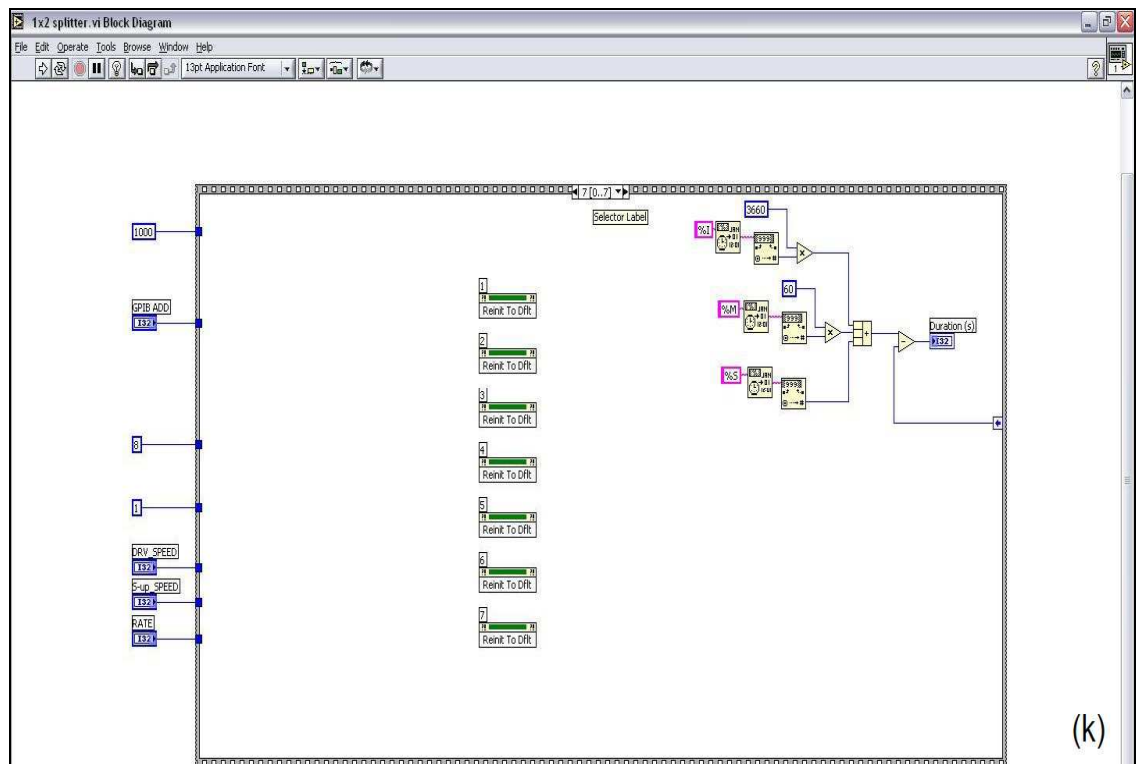 1x2 splitter.vi Block Diagram
File Edit Operate Tools Browse Window Help
13pt Application Font
1
7 [0..7]
Selector Label
1000
GPIB ADD
I32
8
1
DRV_SPEED
I32
S-up_SPEED
I32
RATE
I32
1
Reinit To Dflt
2
Reinit To Dflt
3
Reinit To Dflt
4
Reinit To Dflt
5
Reinit To Dflt
6
Reinit To Dflt
7
Reinit To Dflt
3660
%I
60
%M
%S
Duration (s)
I32
(k)